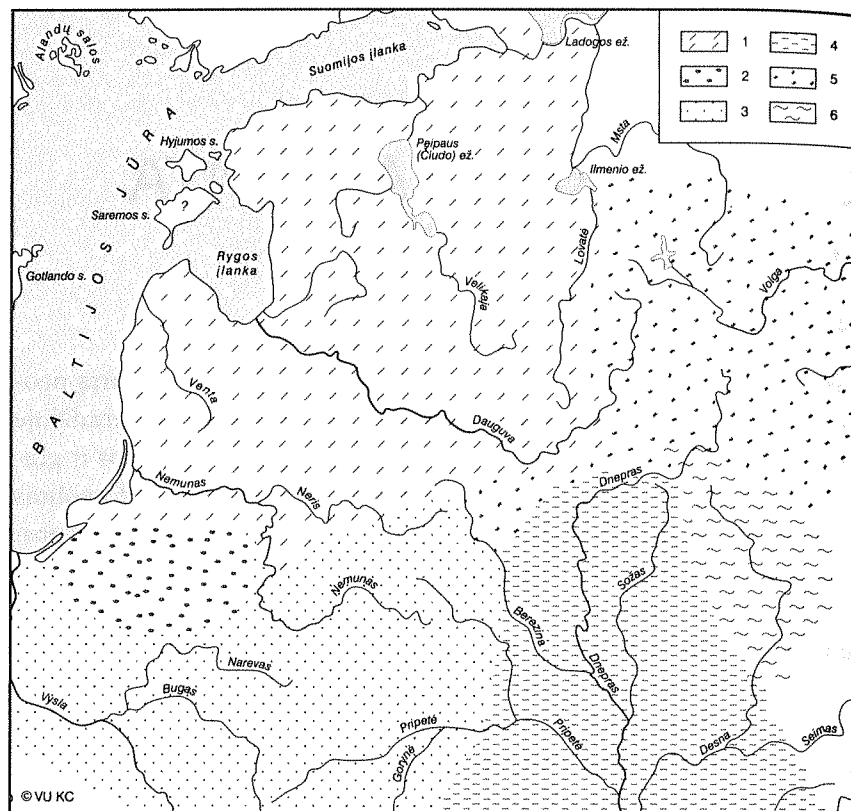 Alandų salos
Suomijos įlanka
Ladogos ež.
1
2
3
4
5
6
Hyjumos s.
Peipaus
(Čiudo) ež.
Msta
Ilmenio ež.
Saremos s.
?
Rygos
įlanka
Gotlando s.
BALTIJOS JŪRA
Velikaja
Lovatė
Volga
Venta
Dauguva
Nemunas
Neris
Dnepras
Nemunas
Sožas
Berezina
Dnepras
Narevas
Bugas
Vysla
Pripetė
Gorynė
Pripetė
Desna
Seimas
© VU KC